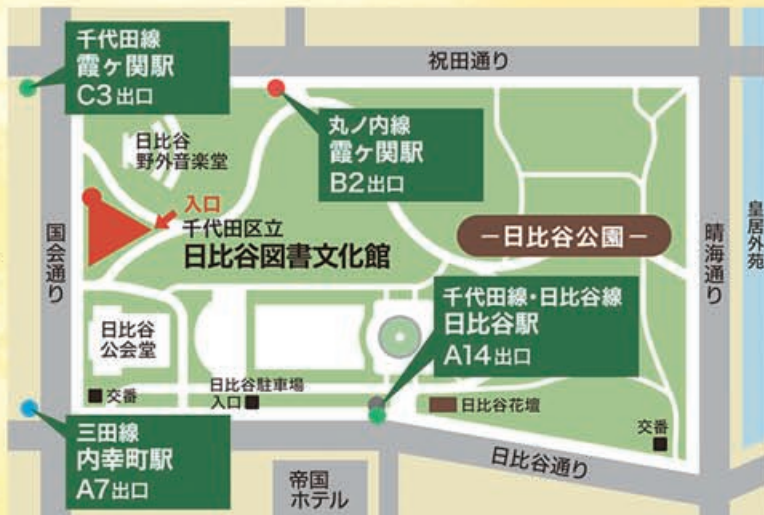 千代田線
霞ヶ関駅
C3出口
祝田通り
丸ノ内線
霞ヶ関駅
B2出口
日比谷
野外音楽堂
入口
千代田区立
日比谷図書文化館
国会通り
ー日比谷公園ー
晴海通り
皇居外苑
千代田線・日比谷線
日比谷駅
A14出口
日比谷
公会堂
交番
日比谷駐車場
入口
日比谷花壇
交番
三田線
内幸町駅
A7出口
帝国
ホテル
日比谷通り